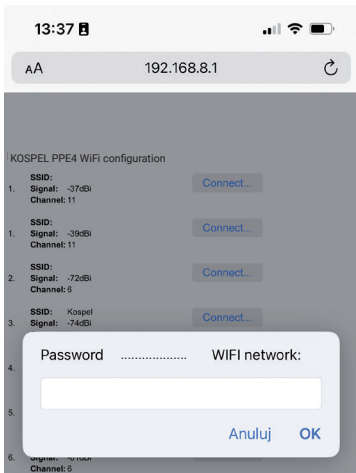 13:37
AA 192.168.8.1
KOSPEL PPE4 WiFi configuration
SSID:
1. Signal: -37dBi Connect...
Channel: 11
SSID:
1. Signal: -39dBi Connect...
Channel: 11
SSID:
2. Signal: -72dBi Connect...
Channel: 6
SSID: Kospel
3. Signal: -74dBi Connect...
Password ................... WIFI network:
4.
5.
Anuluj OK
6. Signal:
Channel: 6